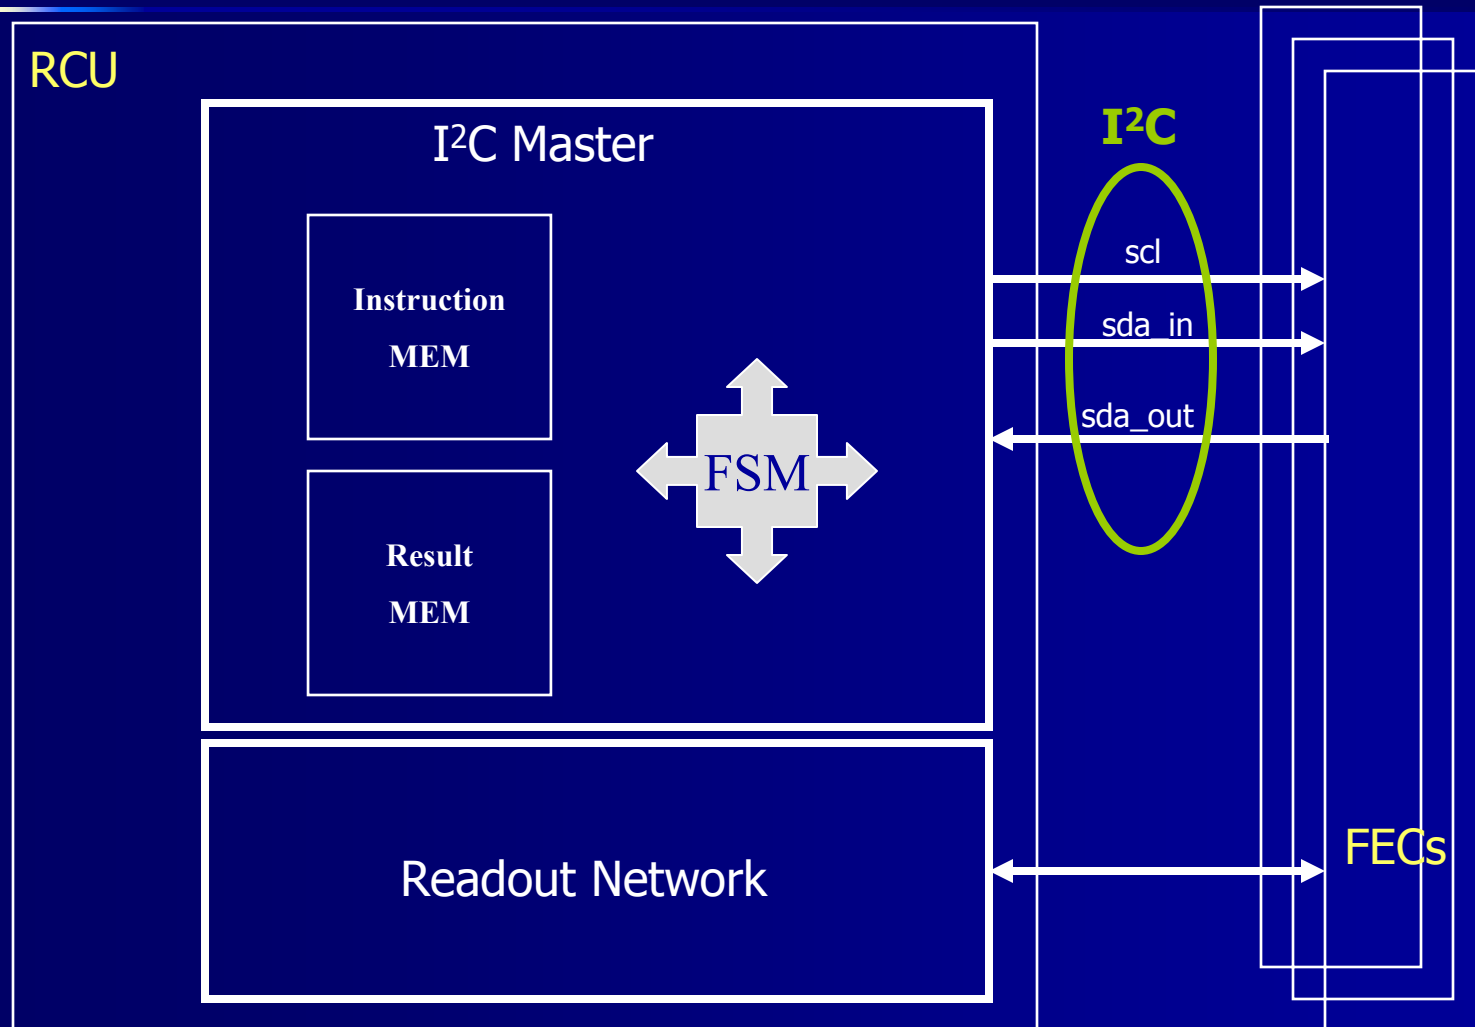 RCU
I²C Master
I²C
Instruction
MEM
scl
sda_in
sda_out
FSM
Result
MEM
Readout Network
FECs